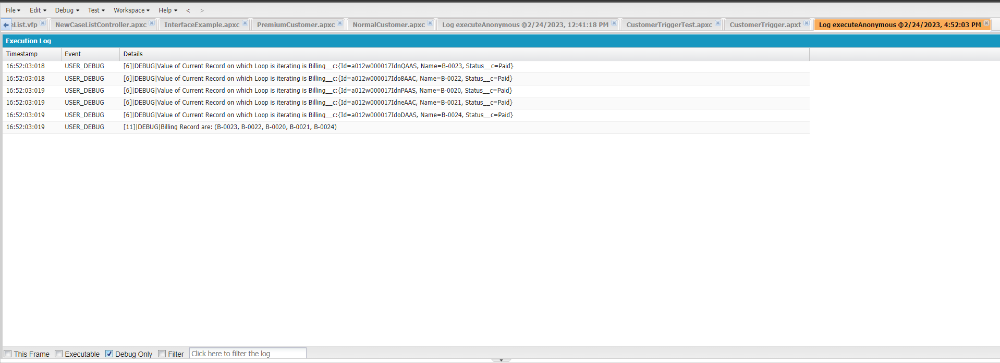 File Edit Debug Test Workspace Help < >
eList.vfp NewCaseListController.apxc InterfaceExample.apxc PremiumCustomer.apxc NormalCustomer.apxc Log executeAnonymous @2/24/2023, 12:41:18 PM CustomerTriggerTest.apxc CustomerTrigger.apxt Log executeAnonymous @2/24/2023, 4:52:03 PM
Execution Log
Timestamp Event Details
16:52:03:018 USER_DEBUG [6]|DEBUG|Value of Current Record on which Loop is iterating is Billing__c:{Id=a012w000017IdnQAAS, Name=B-0023, Status__c=Paid}
16:52:03:018 USER_DEBUG [6]|DEBUG|Value of Current Record on which Loop is iterating is Billing__c:{Id=a012w000017Ido8AAC, Name=B-0022, Status__c=Paid}
16:52:03:019 USER_DEBUG [6]|DEBUG|Value of Current Record on which Loop is iterating is Billing__c:{Id=a012w000017IdnPAAS, Name=B-0020, Status__c=Paid}
16:52:03:019 USER_DEBUG [6]|DEBUG|Value of Current Record on which Loop is iterating is Billing__c:{Id=a012w000017IdneAAC, Name=B-0021, Status__c=Paid}
16:52:03:019 USER_DEBUG [6]|DEBUG|Value of Current Record on which Loop is iterating is Billing__c:{Id=a012w000017IdoDAAS, Name=B-0024, Status__c=Paid}
16:52:03:019 USER_DEBUG [11]|DEBUG|Billing Record are: (B-0023, B-0022, B-0020, B-0021, B-0024)
This Frame Executable Debug Only Filter Click here to filter the log